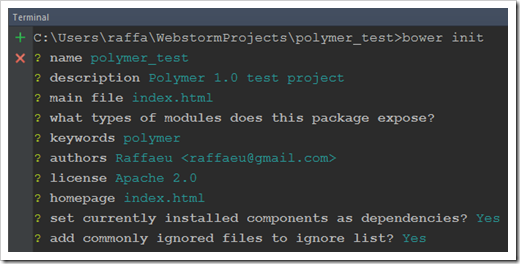 Terminal
C:\Users\raffa\WebstormProjects\polymer_test>bower init
? name polymer_test
? description Polymer 1.0 test project
? main file index.html
? what types of modules does this package expose?
? keywords polymer
? authors Raffaeu <raffaeu@gmail.com>
? license Apache 2.0
? homepage index.html
? set currently installed components as dependencies? Yes
? add commonly ignored files to ignore list? Yes